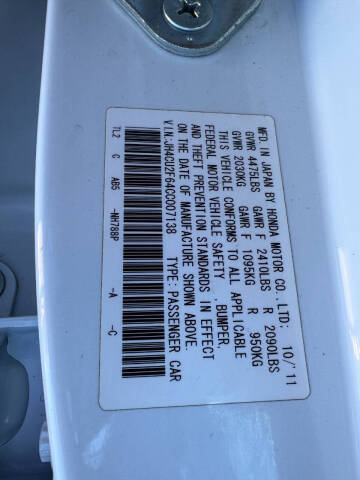 MFD. IN JAPAN BY HONDA MOTOR CO., LTD: 10/'11
GVWR 4475LBS GAWR F 2410LBS R 2090LBS
GVWR 2030KG GAWR F 1095KG R 950KG
THIS VEHICLE CONFORMS TO ALL APPLICABLE
FEDERAL MOTOR VEHICLE SAFETY ,BUMPER,
AND THEFT PREVENTION STANDARDS IN EFFECT
ON THE DATE OF MANUFACTURE SHOWN ABOVE.
V.I.N:JH4CU2F64CC007138 TYPE: PASSENGER CAR
TL2 G AB5 -NH788P -A -C